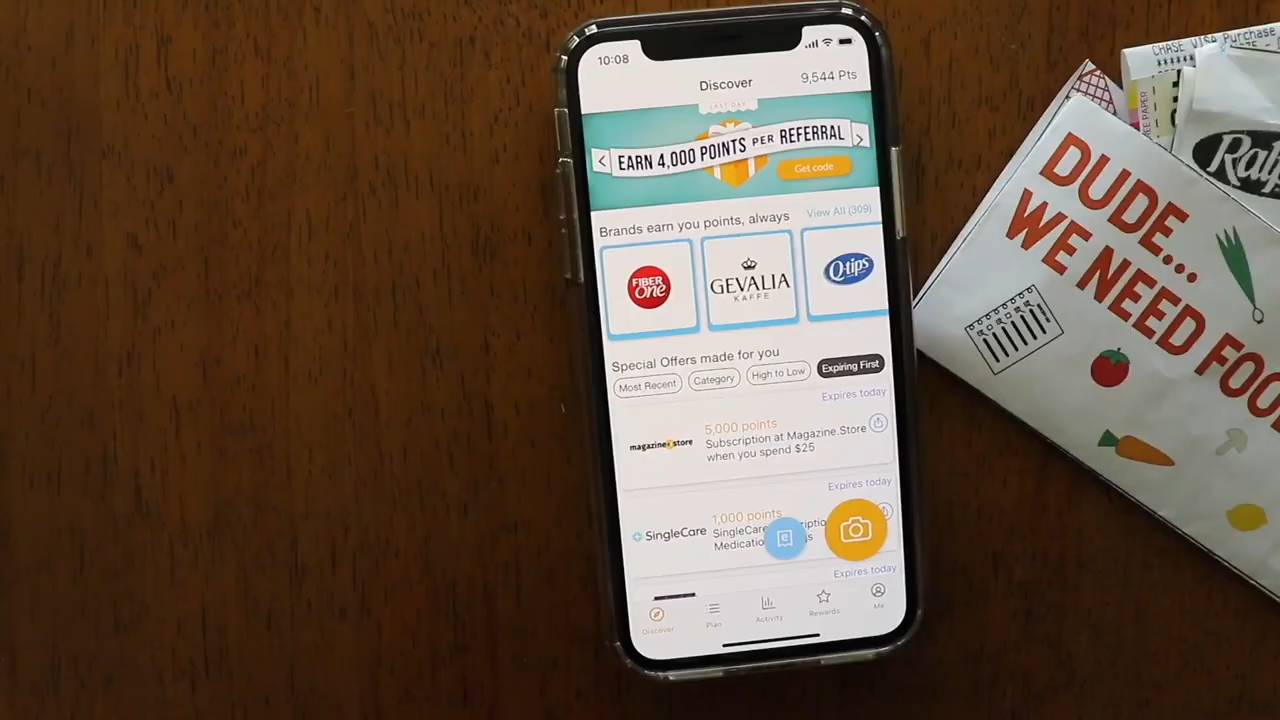 10:08
Discover
9,544 Pts
LAST DAY
EARN 4,000 POINTS PER REFERRAL
Get code
Brands earn you points, always
View All (309)
FIBER
One
GEVALIA
KAFFE
Q-tips
Special Offers made for you
Most Recent
Category
High to Low
Expiring First
Expires today
magazine store
5,000 points
Subscription at Magazine.Store
when you spend $25
Expires today
SingleCare
1,000 points
SingleCare
Expires today
Discover
Plan
Activity
Rewards
Me
CHASE VISA Purchase
DUDE...
WE NEED